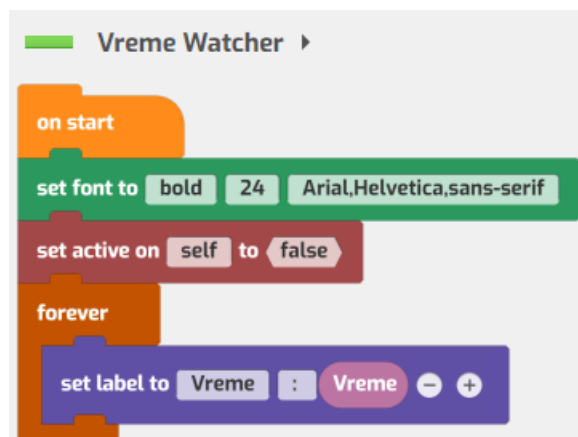 Vreme Watcher
on start
set font to bold 24 Arial,Helvetica,sans-serif
set active on self to false
forever
set label to Vreme : Vreme − +